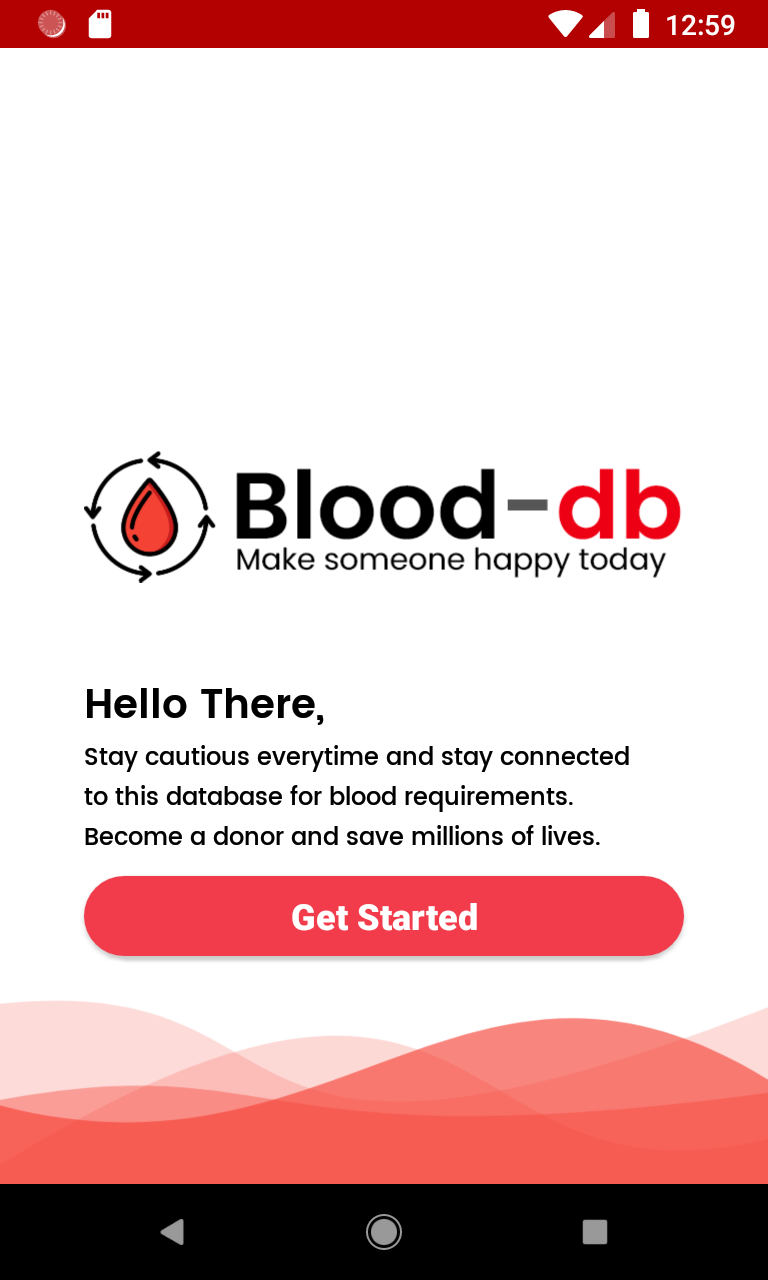 12:59
Blood-db
Make someone happy today
Hello There,
Stay cautious everytime and stay connected
to this database for blood requirements.
Become a donor and save millions of lives.
Get Started